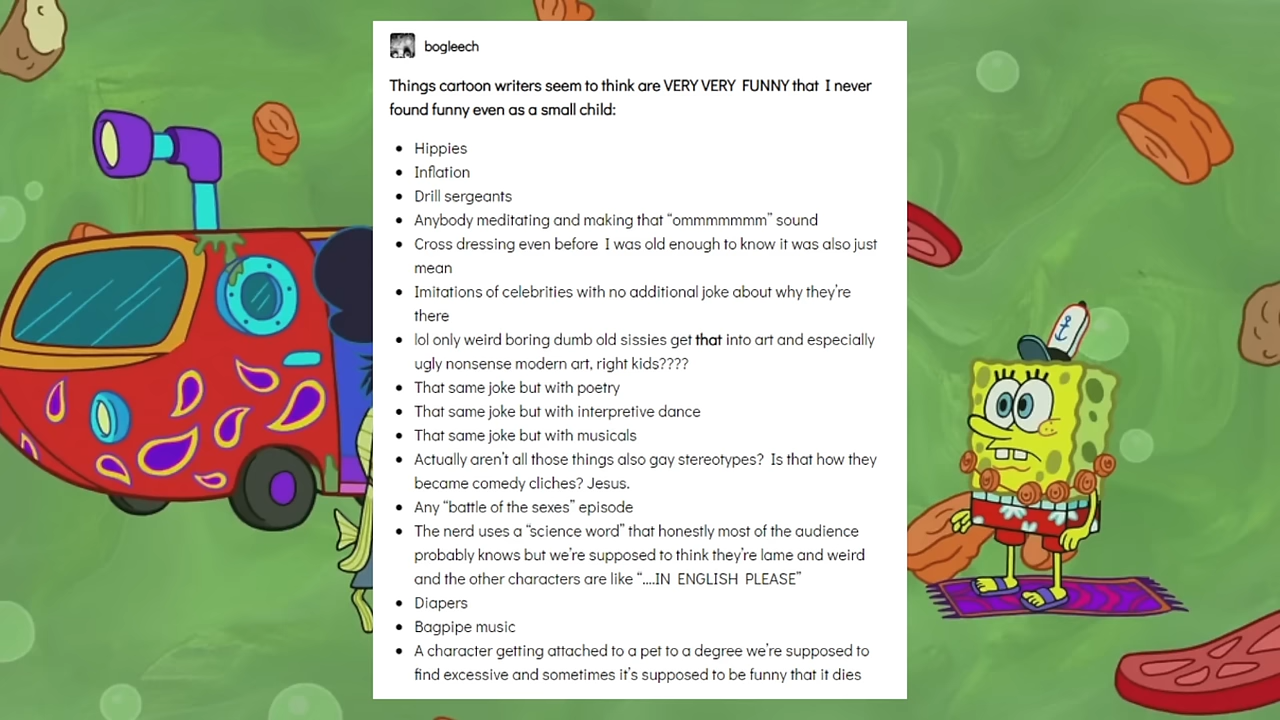 bogleech
Things cartoon writers seem to think are VERY VERY FUNNY that I never
found funny even as a small child:
• Hippies
• Inflation
• Drill sergeants
• Anybody meditating and making that “ommmmmmm” sound
• Cross dressing even before I was old enough to know it was also just
mean
• Imitations of celebrities with no additional joke about why they’re
there
• lol only weird boring dumb old sissies get that into art and especially
ugly nonsense modern art, right kids????
• That same joke but with poetry
• That same joke but with interpretive dance
• That same joke but with musicals
• Actually aren’t all those things also gay stereotypes? Is that how they
became comedy cliches? Jesus.
• Any “battle of the sexes” episode
• The nerd uses a “science word” that honestly most of the audience
probably knows but we’re supposed to think they’re lame and weird
and the other characters are like “....IN ENGLISH PLEASE”
• Diapers
• Bagpipe music
• A character getting attached to a pet to a degree we’re supposed to
find excessive and sometimes it’s supposed to be funny that it dies